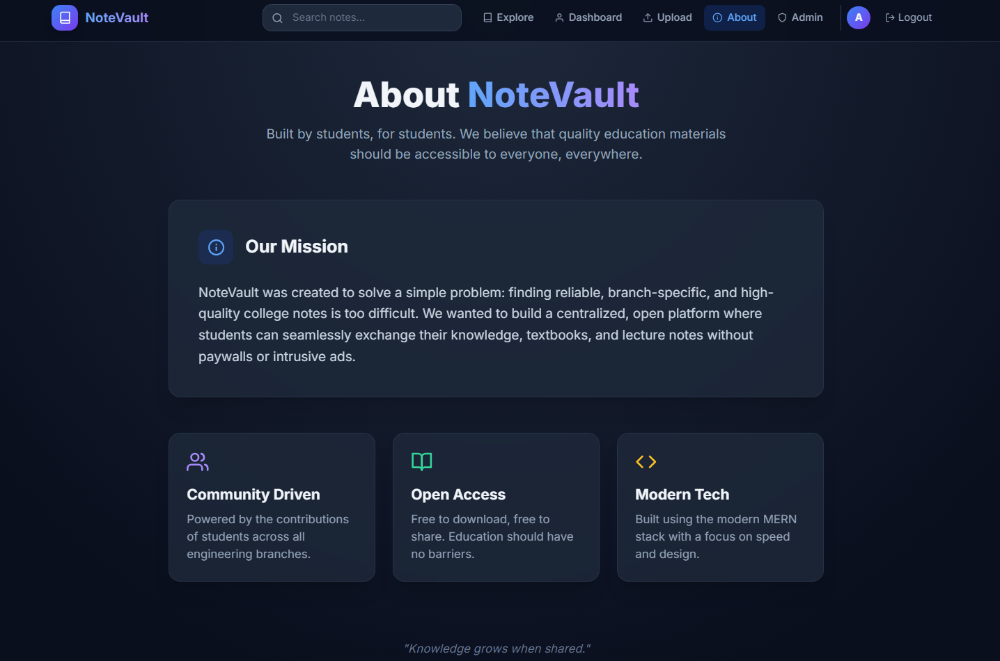 NoteVault
Search notes...
Explore
Dashboard
Upload
About
Admin
A
Logout
About NoteVault
Built by students, for students. We believe that quality education materials
should be accessible to everyone, everywhere.
Our Mission
NoteVault was created to solve a simple problem: finding reliable, branch-specific, and high-
quality college notes is too difficult. We wanted to build a centralized, open platform where
students can seamlessly exchange their knowledge, textbooks, and lecture notes without
paywalls or intrusive ads.
Community Driven
Powered by the contributions
of students across all
engineering branches.
Open Access
Free to download, free to
share. Education should have
no barriers.
Modern Tech
Built using the modern MERN
stack with a focus on speed
and design.
"Knowledge grows when shared."